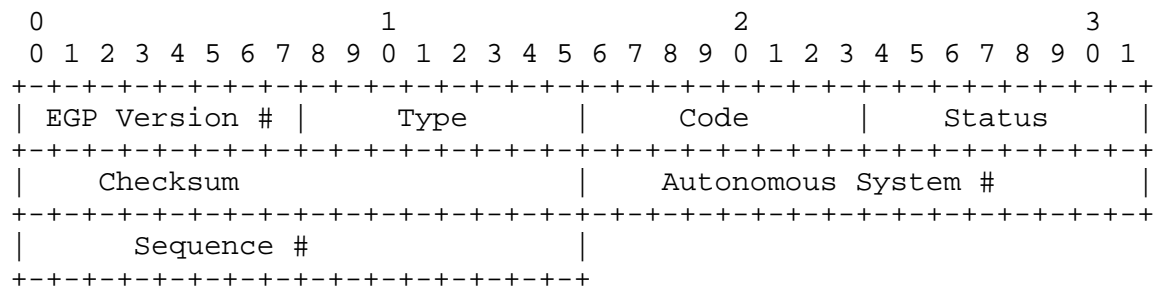 0                   1                   2                   3
 0 1 2 3 4 5 6 7 8 9 0 1 2 3 4 5 6 7 8 9 0 1 2 3 4 5 6 7 8 9 0 1
+-+-+-+-+-+-+-+-+-+-+-+-+-+-+-+-+-+-+-+-+-+-+-+-+-+-+-+-+-+-+-+-+
| EGP Version # |     Type      |     Code      |    Status     |
+-+-+-+-+-+-+-+-+-+-+-+-+-+-+-+-+-+-+-+-+-+-+-+-+-+-+-+-+-+-+-+-+
|    Checksum                   |    Autonomous System #        |
+-+-+-+-+-+-+-+-+-+-+-+-+-+-+-+-+-+-+-+-+-+-+-+-+-+-+-+-+-+-+-+-+
|      Sequence #               |
+-+-+-+-+-+-+-+-+-+-+-+-+-+-+-+-+